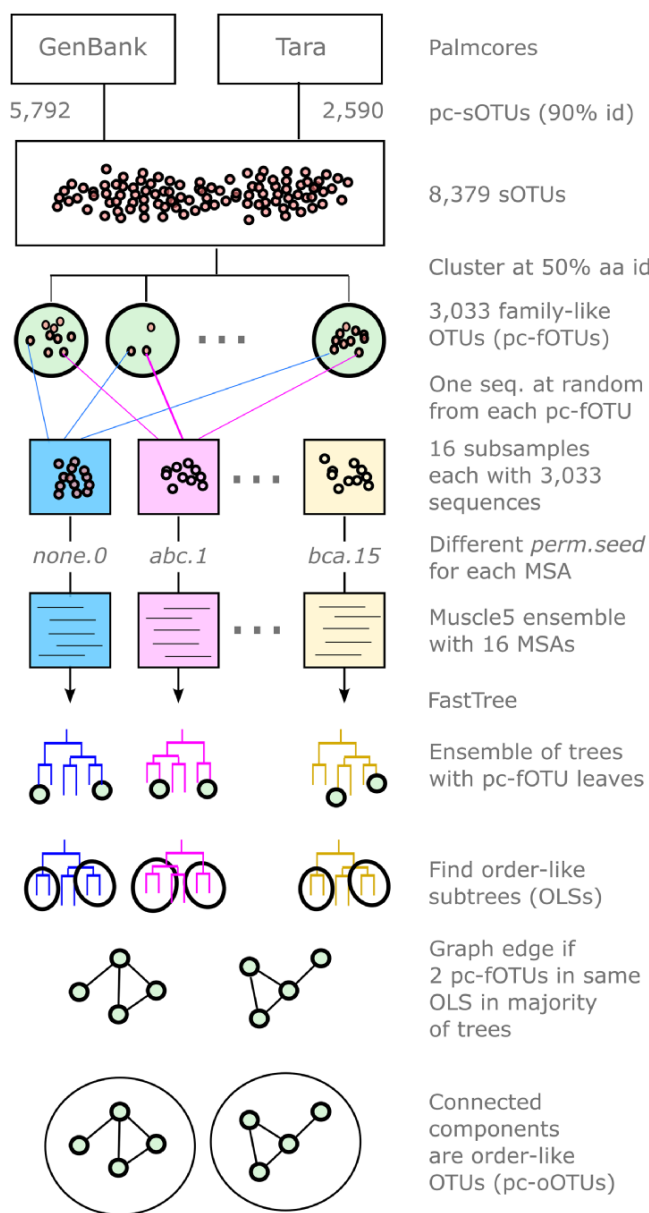 GenBank
Tara
Palmcores
5,792
2,590
pc-sOTUs (90% id)
8,379 sOTUs
Cluster at 50% aa id
3,033 family-like
OTUs (pc-fOTUs)
One seq. at random
from each pc-fOTU
16 subsamples
each with 3,033
sequences
none.0
abc.1
bca.15
Different perm.seed
for each MSA
Muscle5 ensemble
with 16 MSAs
FastTree
Ensemble of trees
with pc-fOTU leaves
Find order-like
subtrees (OLSs)
Graph edge if
2 pc-fOTUs in same
OLS in majority
of trees
Connected
components
are order-like
OTUs (pc-oOTUs)